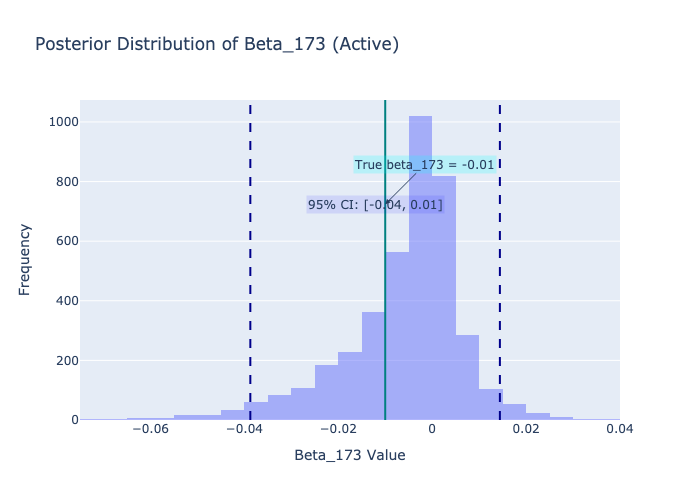 Posterior Distribution of Beta_173 (Active)
1000
True beta_173 = -0.01
800
95% CI: [-0.04, 0.01]
600
400
200
0
Frequency
−0.06
−0.04
−0.02
0
0.02
0.04
Beta_173 Value